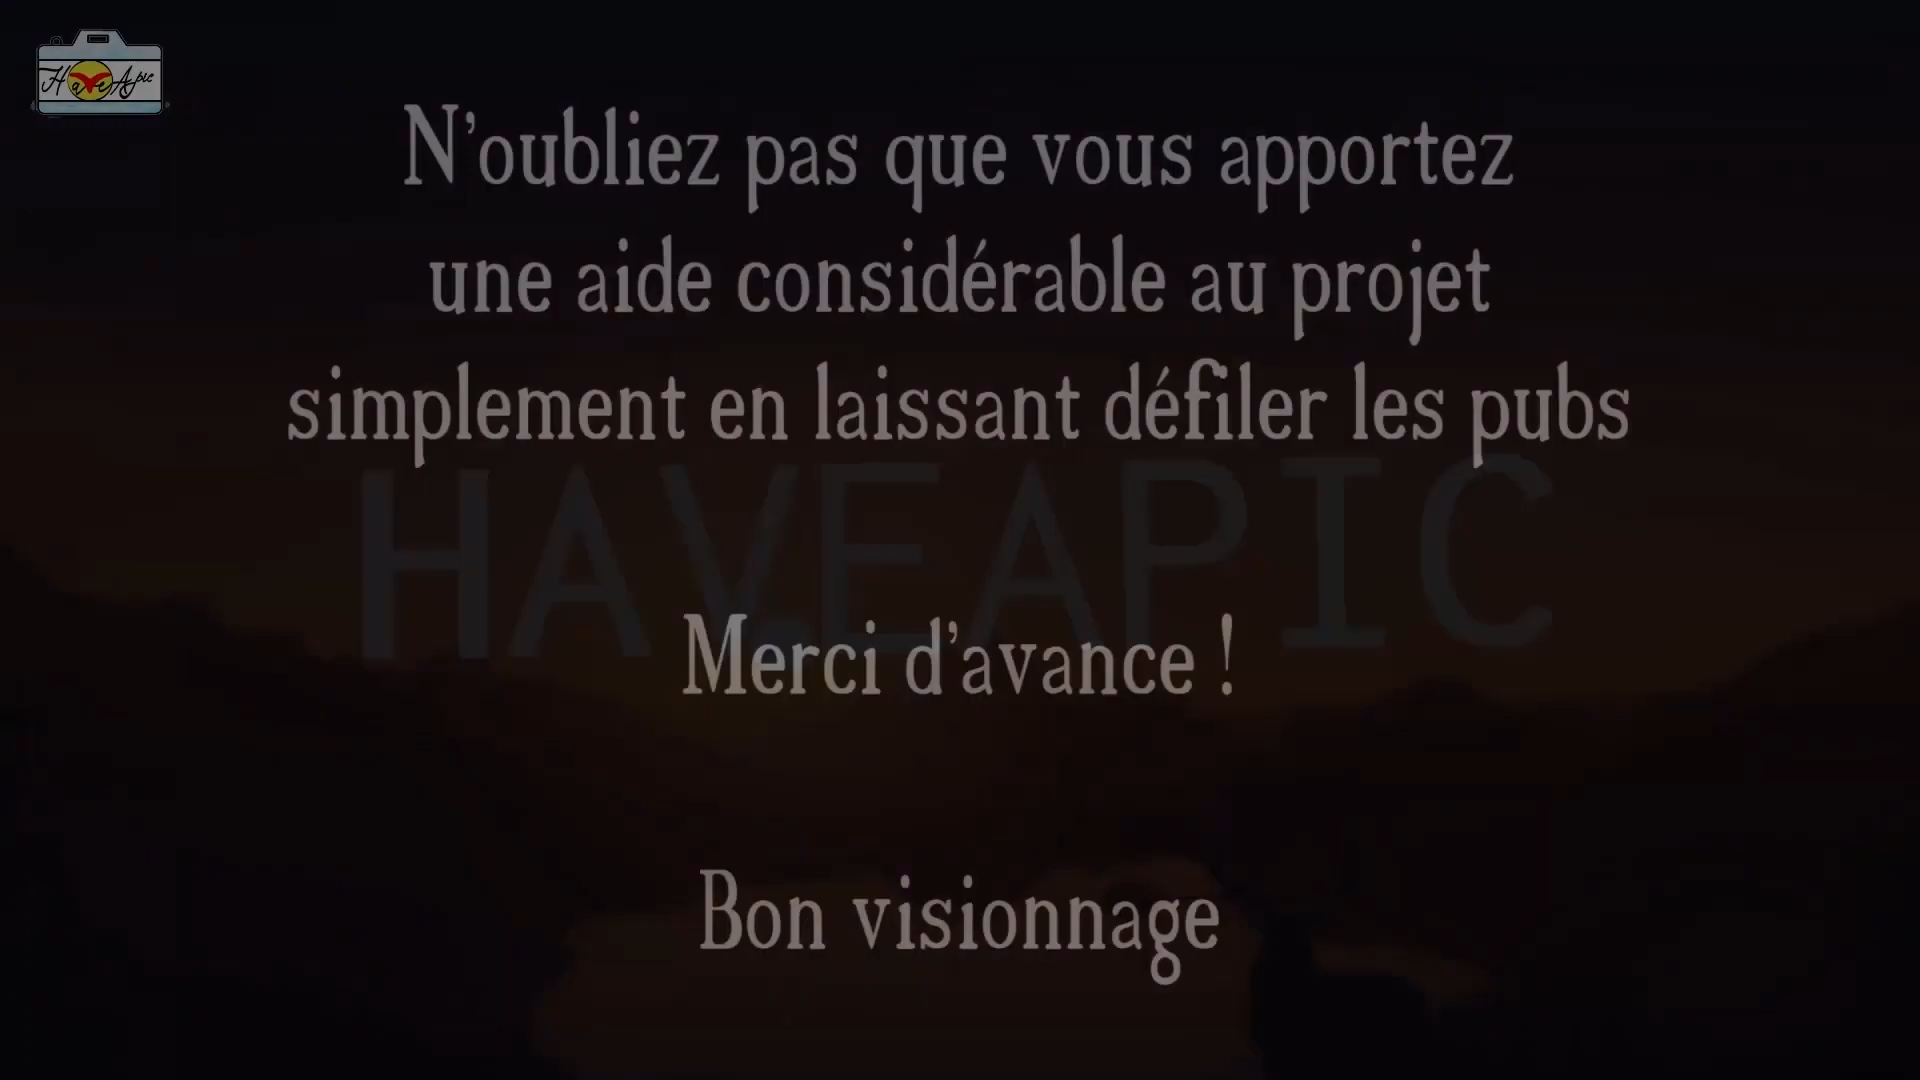 HaveApic
N'oubliez pas que vous apportez
une aide considérable au projet
simplement en laissant défiler les pubs
HAVEAPIC
Merci d'avance !
Bon visionnage